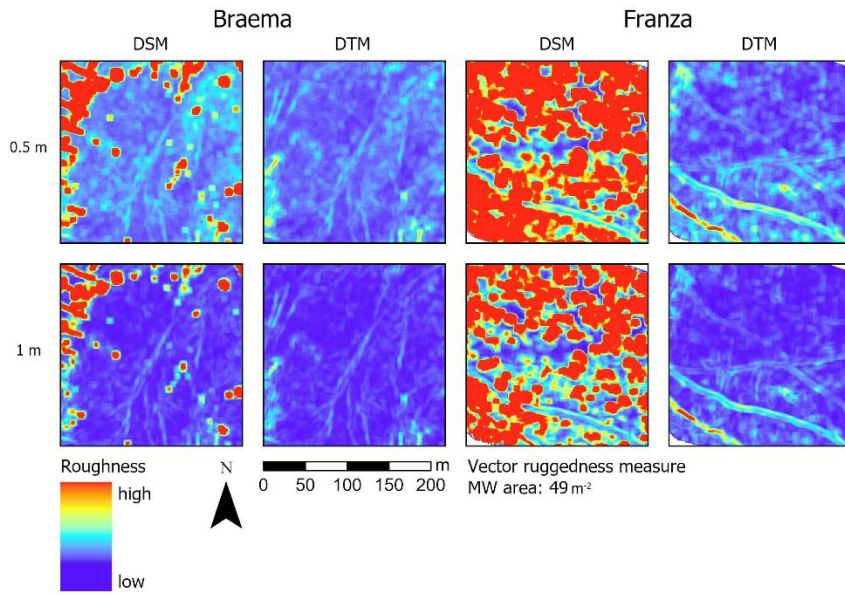 Braema Franza
DSM DTM DSM DTM
0.5 m
1 m
Roughness
high
low
N
m
0 50 100 150 200
Vector ruggedness measure
MW area: 49 m⁻²